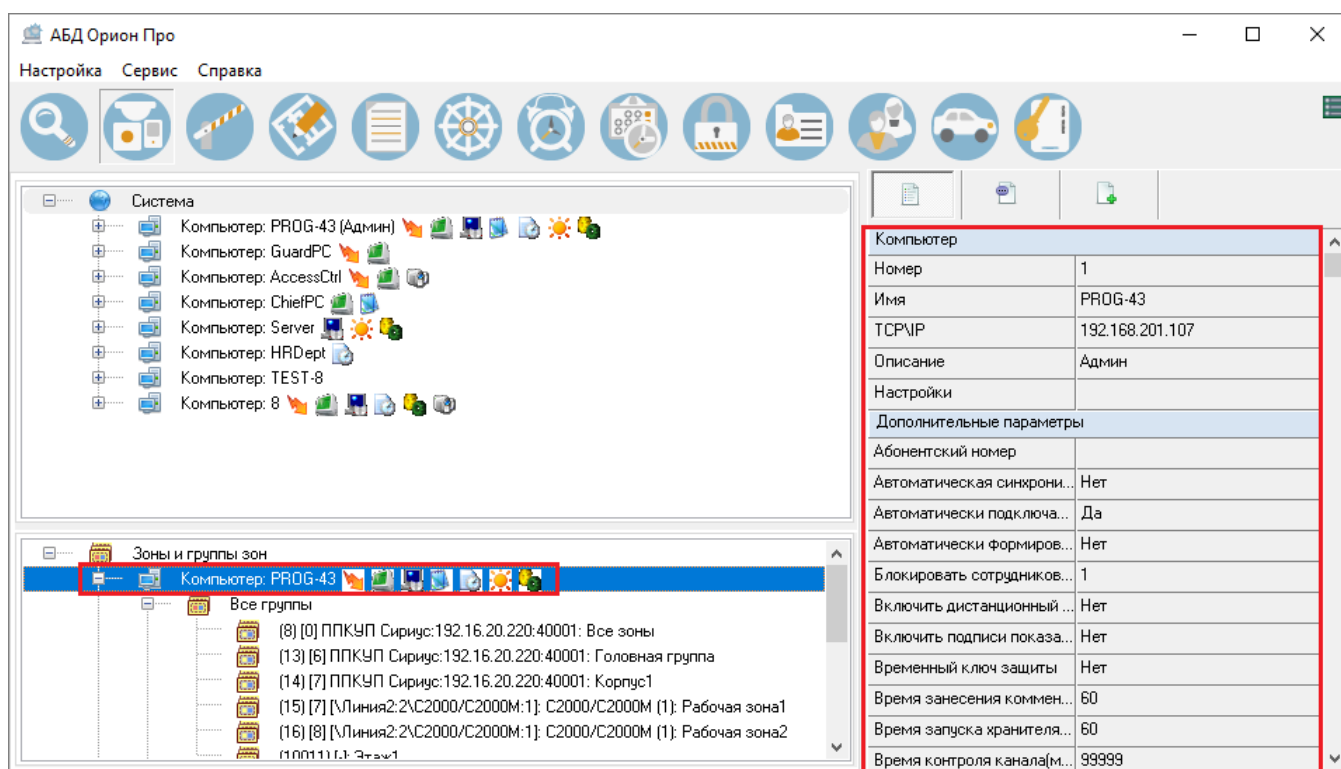 АБД Орион Про
Настройка Сервис Справка
Система
Компьютер: PROG-43 (Админ)
Компьютер: GuardPC
Компьютер: AccessCtrl
Компьютер: ChiefPC
Компьютер: Server
Компьютер: HRDept
Компьютер: TEST-8
Компьютер: 8
Зоны и группы зон
Компьютер: PROG-43
Все группы
(8) [0] ППКУП Сириус:192.16.20.220:40001: Все зоны
(13) [6] ППКУП Сириус:192.16.20.220:40001: Головная группа
(14) [7] ППКУП Сириус:192.16.20.220:40001: Корпус1
(15) [7] [\Линия2:2\С2000/С2000М:1]: С2000/С2000М (1): Рабочая зона1
(16) [8] [\Линия2:2\С2000/С2000М:1]: С2000/С2000М (1): Рабочая зона2
(10011) [-]: Этаж1
Компьютер
Номер 1
Имя PROG-43
TCP\IP 192.168.201.107
Описание Админ
Настройки
Дополнительные параметры
Абонентский номер
Автоматическая синхрони... Нет
Автоматически подключа... Да
Автоматически формиров... Нет
Блокировать сотрудников... 1
Включить дистанционный ... Нет
Включить подписи показа... Нет
Временный ключ защиты Нет
Время занесения коммен... 60
Время запуска хранителя... 60
Время контроля канала(м... 99999